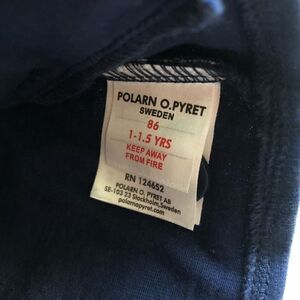 POLARN O.PYRET
SWEDEN
86
1-1.5 YRS
KEEP AWAY
FROM FIRE
RN 124652
POLARN O. PYRET AB
SE-103 23 Stockholm, Sweden
polarnopyret.com